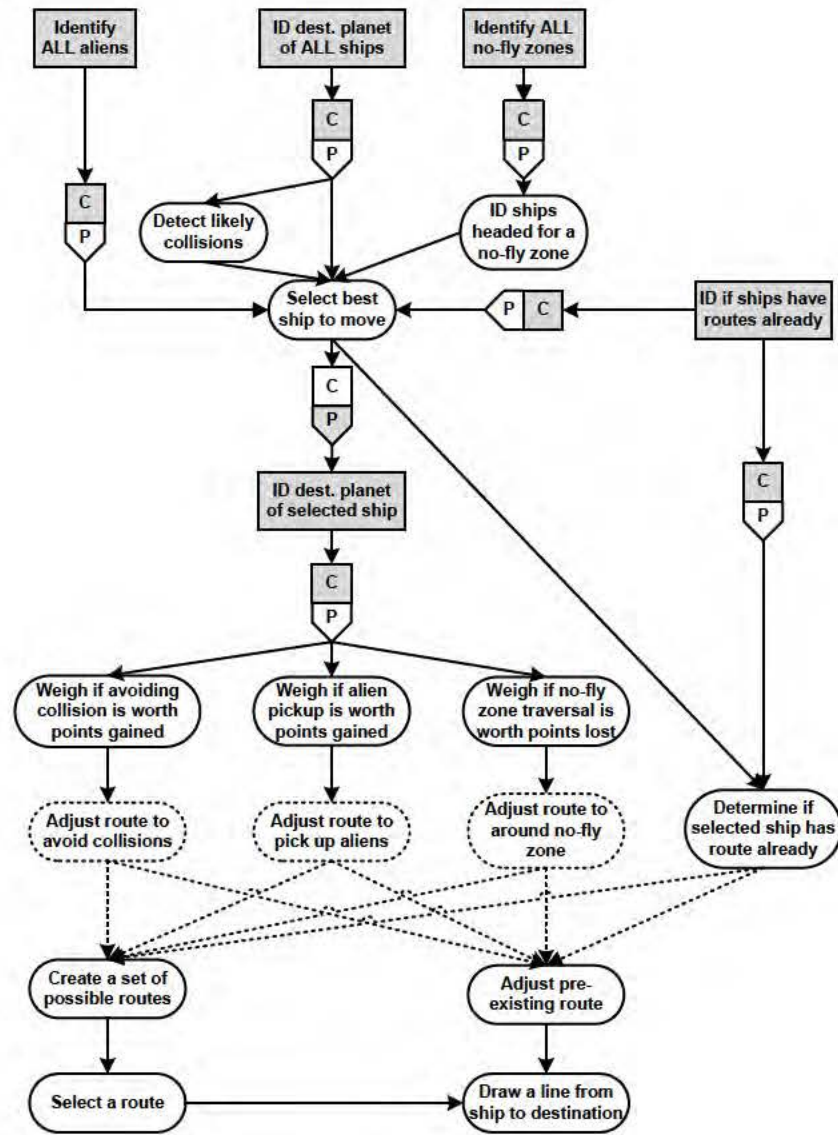 Identify
ALL aliens
ID dest. planet
of ALL ships
Identify ALL
no-fly zones
C
P
C
P
C
P
Detect likely
collisions
ID ships
headed for a
no-fly zone
Select best
ship to move
P C
ID if ships have
routes already
C
P
ID dest. planet
of selected ship
C
P
C
P
Weigh if avoiding
collision is worth
points gained
Weigh if alien
pickup is worth
points gained
Weigh if no-fly
zone traversal is
worth points lost
Adjust route to
avoid collisions
Adjust route to
pick up aliens
Adjust route to
around no-fly
zone
Determine if
selected ship has
route already
Create a set of
possible routes
Adjust pre-
existing route
Select a route
Draw a line from
ship to destination